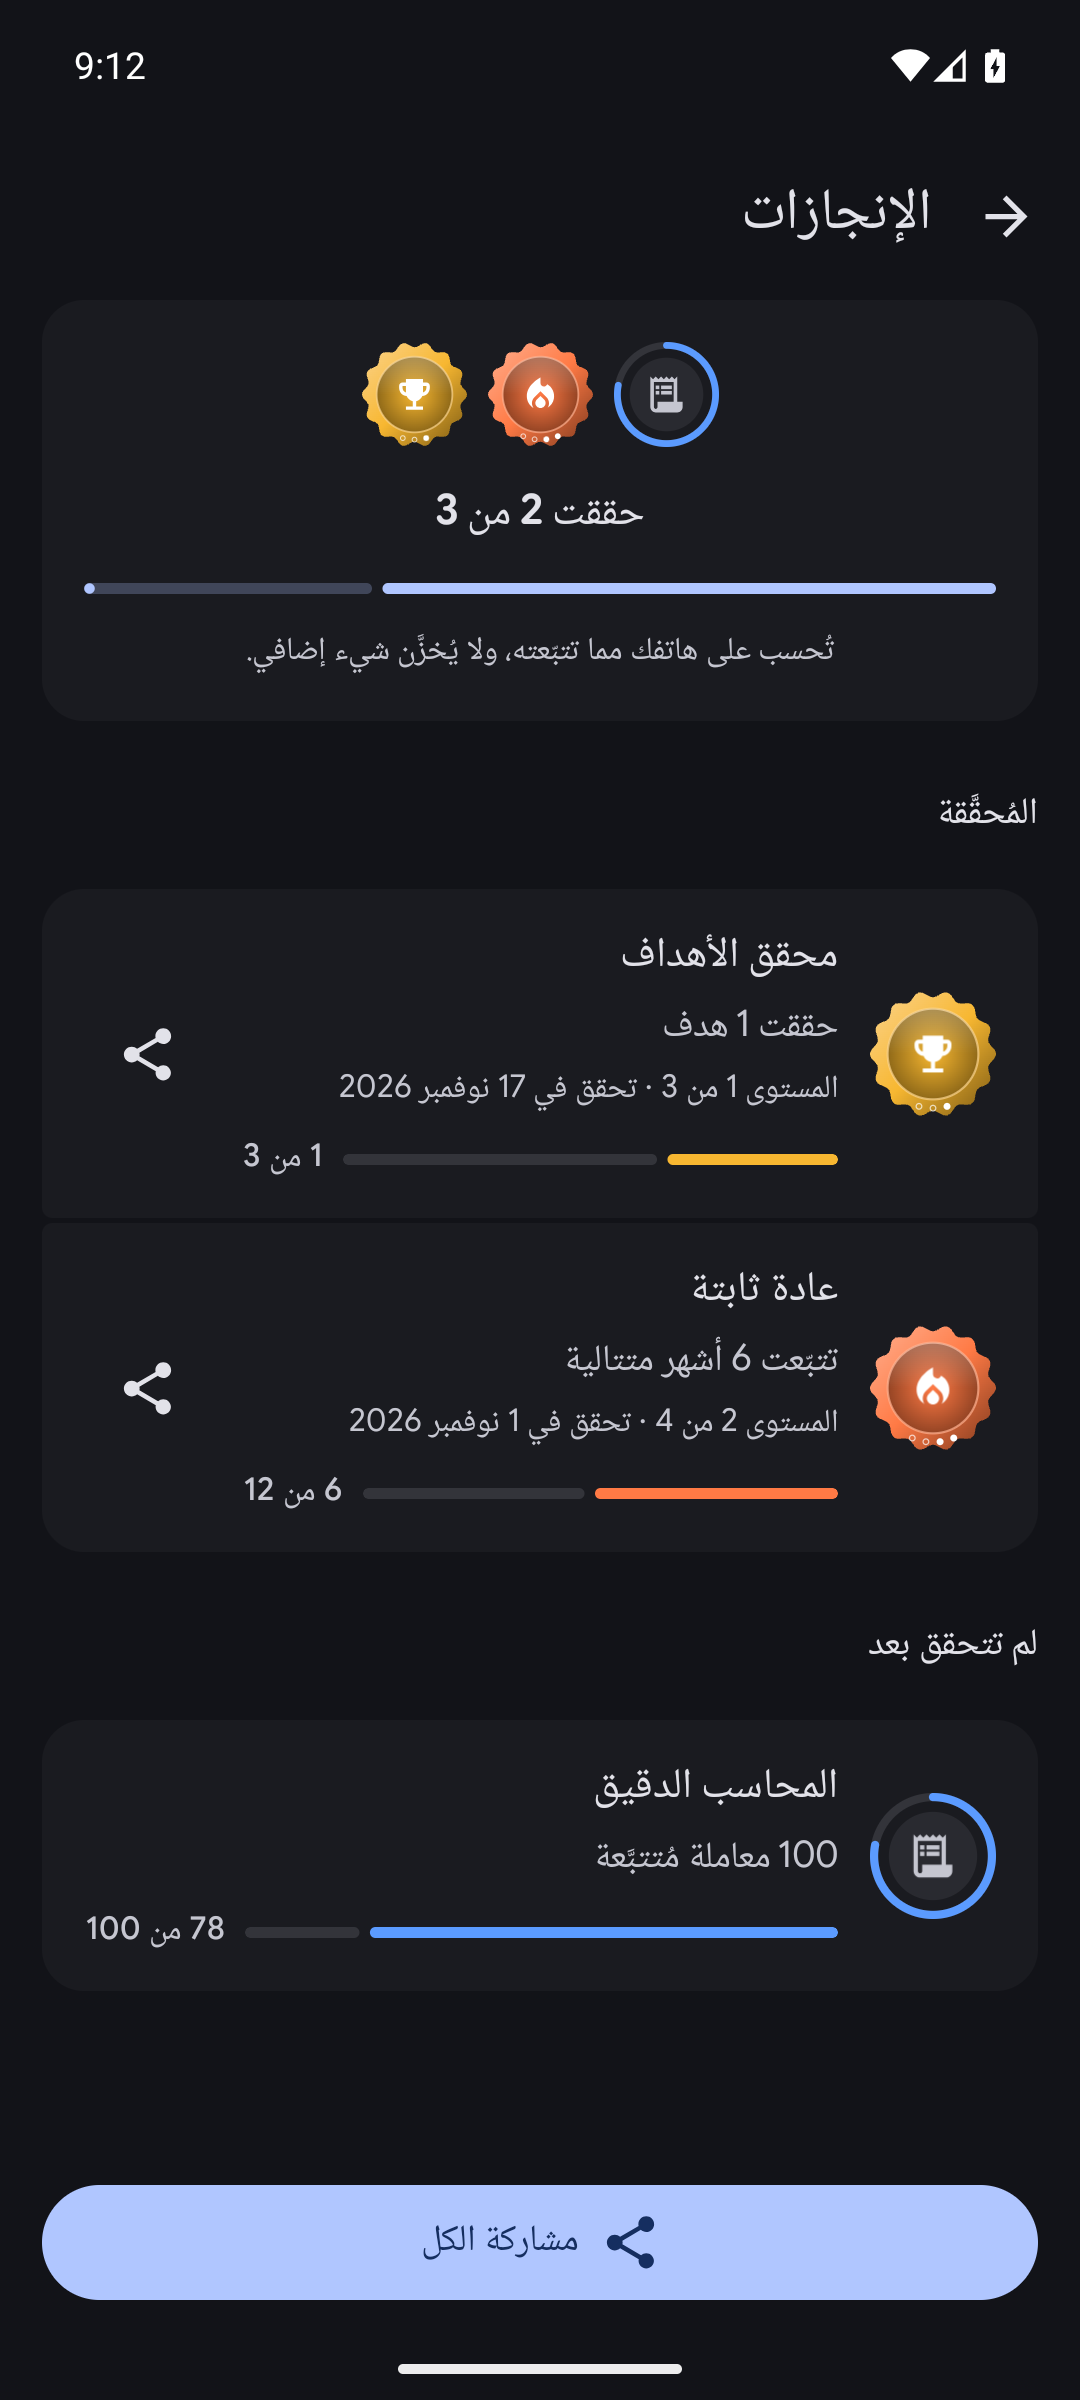 9:12
الإنجازات
حققت 2 من 3
تُحسب على هاتفك مما تتبّعته، ولا يُخزَّن شيء إضافي.
المُحقَّقة
محقق الأهداف
حققت 1 هدف
المستوى 1 من 3 · تحقق في 17 نوفمبر 2026
1 من 3
عادة ثابتة
تتبّعت 6 أشهر متتالية
المستوى 2 من 4 · تحقق في 1 نوفمبر 2026
6 من 12
لم تتحقق بعد
المحاسب الدقيق
100 معاملة مُتتبَّعة
78 من 100
مشاركة الكل